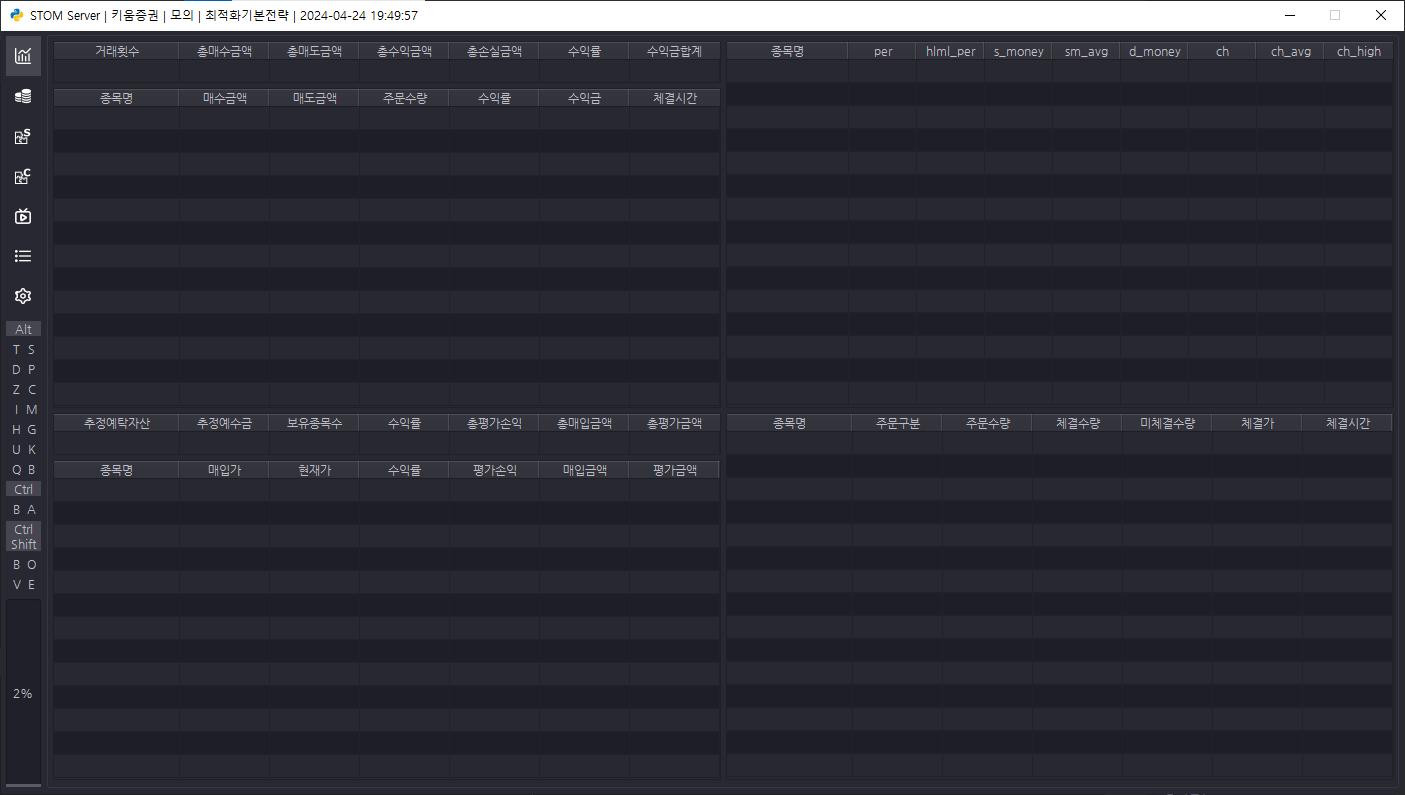 STOM Server | 키움증권 | 모의 | 최적화기본전략 | 2024-04-24 19:49:57
거래횟수 총매수금액 총매도금액 총수익금액 총손실금액 수익률 수익금합계
종목명 매수금액 매도금액 주문수량 수익률 수익금 체결시간
추정예탁자산 추정예수금 보유종목수 수익률 총평가손익 총매입금액 총평가금액
종목명 매입가 현재가 수익률 평가손익 매입금액 평가금액
종목명 per hlml_per s_money sm_avg d_money ch ch_avg ch_high
종목명 주문구분 주문수량 체결수량 미체결수량 체결가 체결시간
S
C
Alt
T S
D P
Z C
I M
H G
U K
Q B
Ctrl
B A
Ctrl
Shift
B O
V E
2%